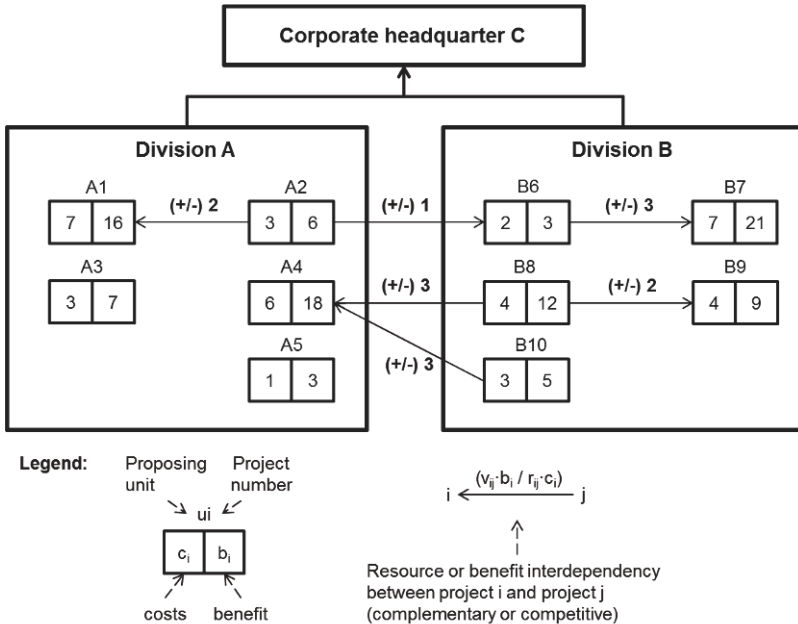 Corporate headquarter C
Division A
Division B
A1
A2
B6
B7
7 16
(+/-) 2
3 6
(+/-) 1
2 3
(+/-) 3
7 21
A3
A4
B8
B9
3 7
6 18
(+/-) 3
4 12
(+/-) 2
4 9
A5
B10
1 3
(+/-) 3
3 5
Legend:
Proposing
unit
Project
number
ui
cᵢ bᵢ
costs
benefit
(vᵢⱼ·bᵢ / rᵢⱼ·cᵢ)
i
j
Resource or benefit interdependency
between project i and project j
(complementary or competitive)